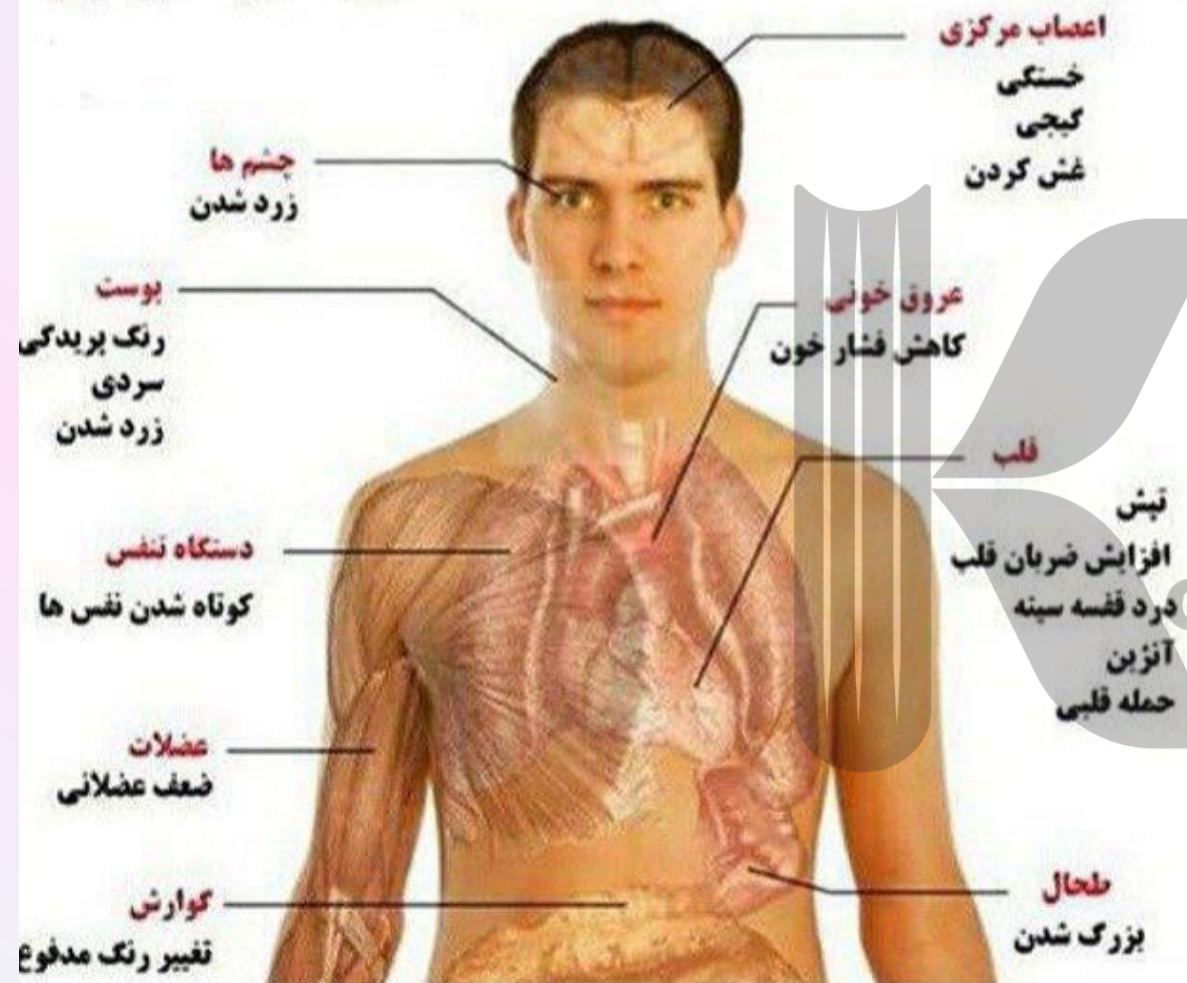 اعصاب مرکزی
خستگی
گیجی
غش کردن
چشم ها
زرد شدن
عروق خونی
کاهش فشار خون
پوست
رنگ پریدگی
سردی
زرد شدن
قلب
تپش
افزایش ضربان قلب
درد قفسه سینه
آنژین
حمله قلبی
دستگاه تنفس
کوتاه شدن نفس ها
عضلات
ضعف عضلانی
طحال
بزرگ شدن
گوارش
تغییر رنگ مدفوع